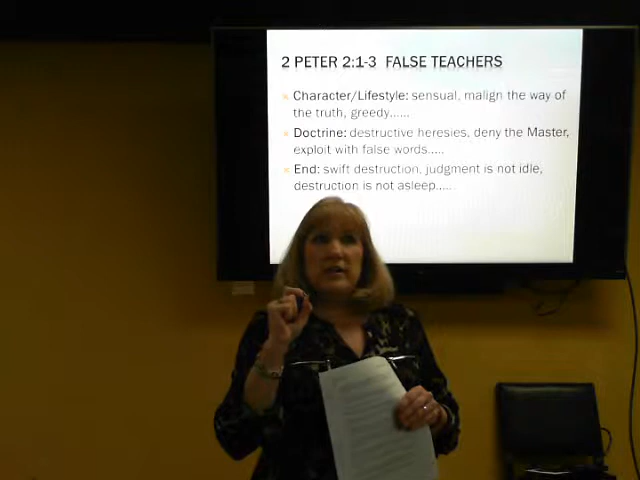 2 PETER 2:1-3 FALSE TEACHERS
Character/Lifestyle: sensual, malign the way of
the truth, greedy......
Doctrine: destructive heresies, deny the Master,
exploit with false words.....
End: swift destruction, judgment is not idle,
destruction is not asleep.....